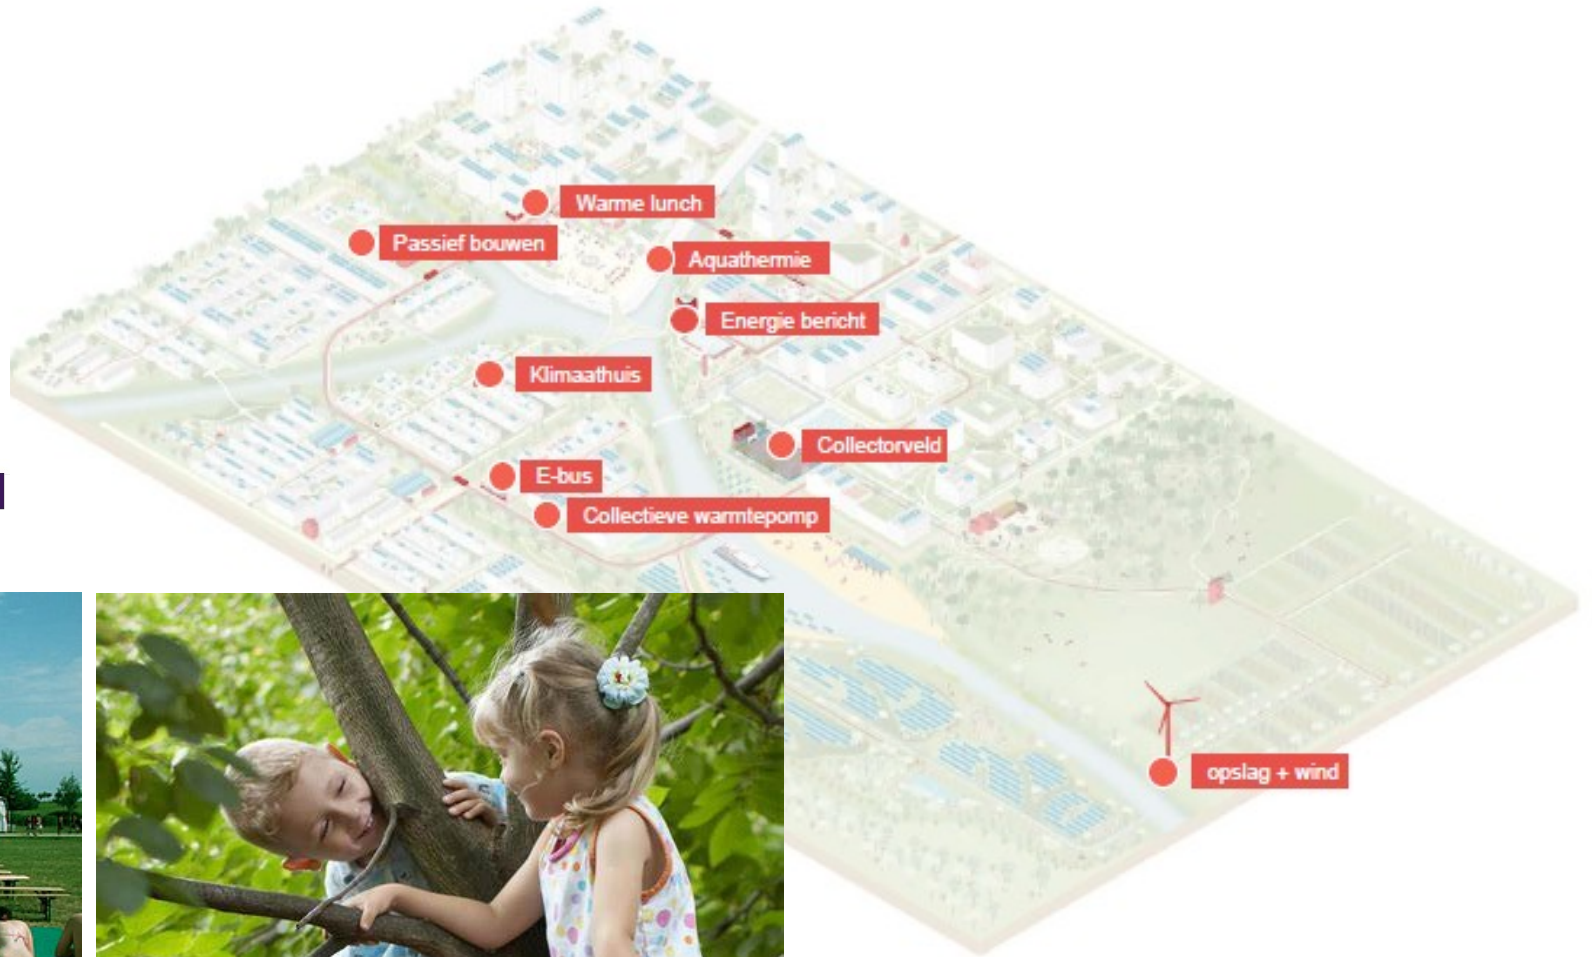 Warme lunch
Passief bouwen
Aquathermie
Energie bericht
Klimaathuis
Collectorveld
E-bus
Collectieve warmtepomp
opslag + wind